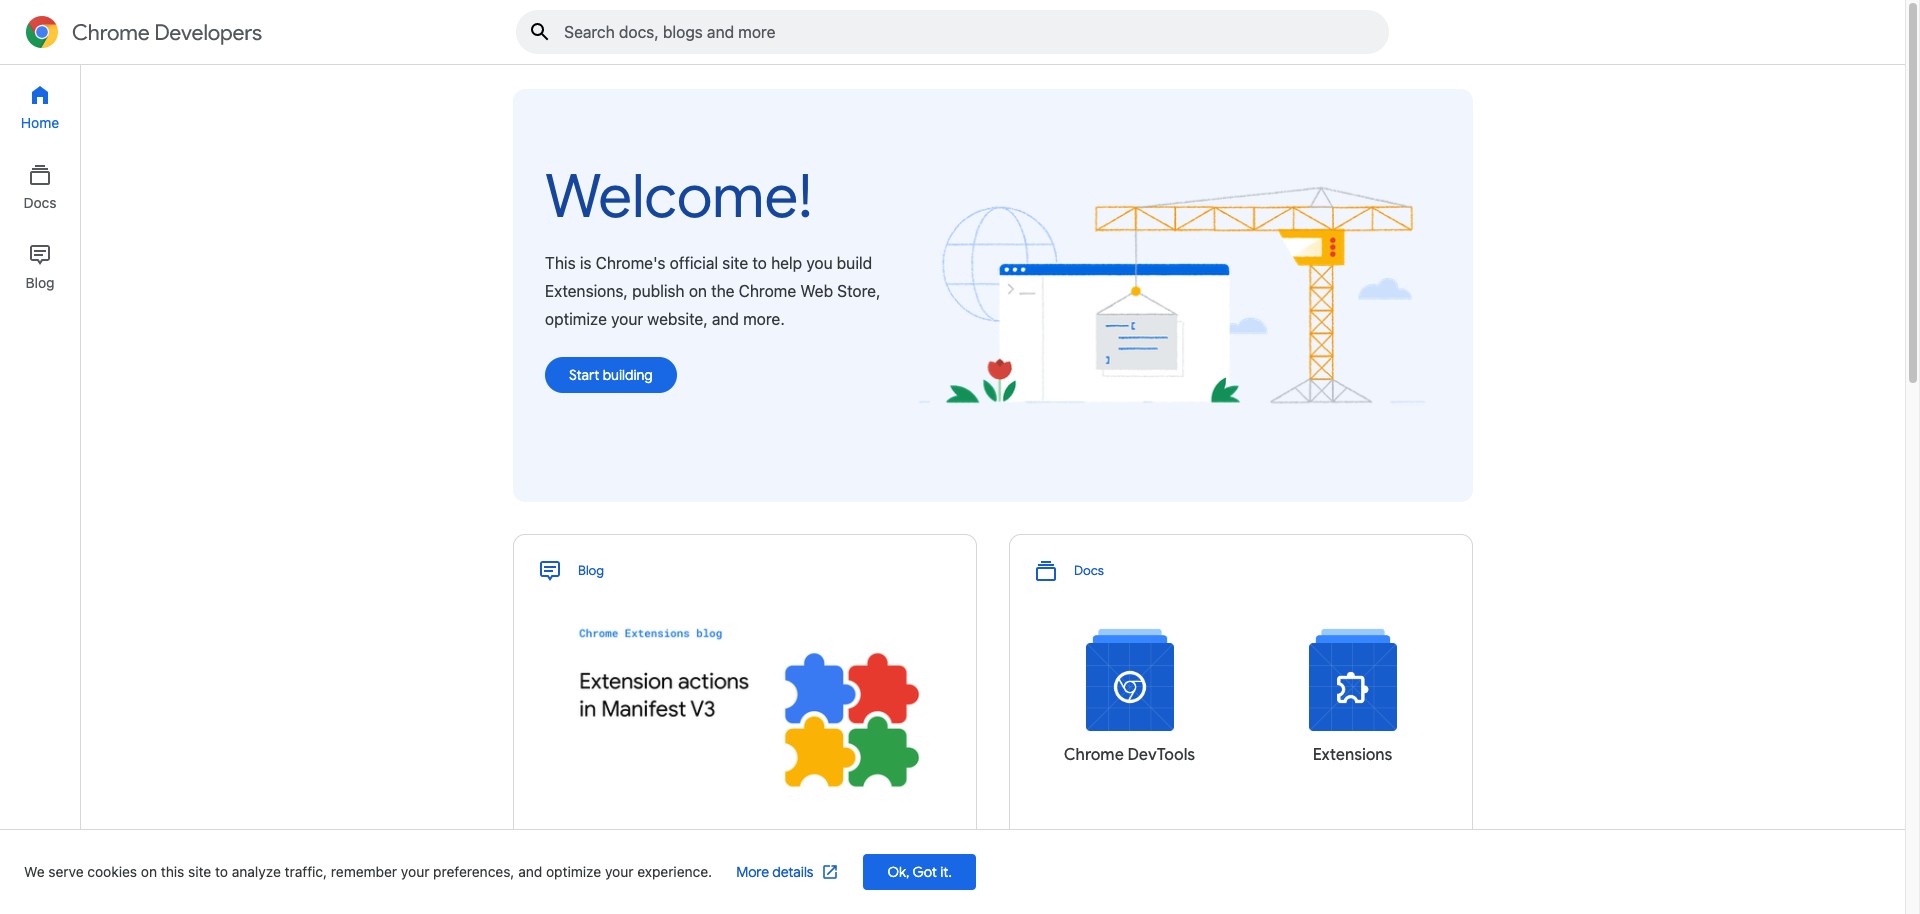 Chrome Developers
Search docs, blogs and more
Home
Docs
Blog
Welcome!
This is Chrome's official site to help you build
Extensions, publish on the Chrome Web Store,
optimize your website, and more.
Start building
Blog
Chrome Extensions blog
Extension actions
in Manifest V3
Docs
Chrome DevTools
Extensions
We serve cookies on this site to analyze traffic, remember your preferences, and optimize your experience.
More details
Ok, Got it.